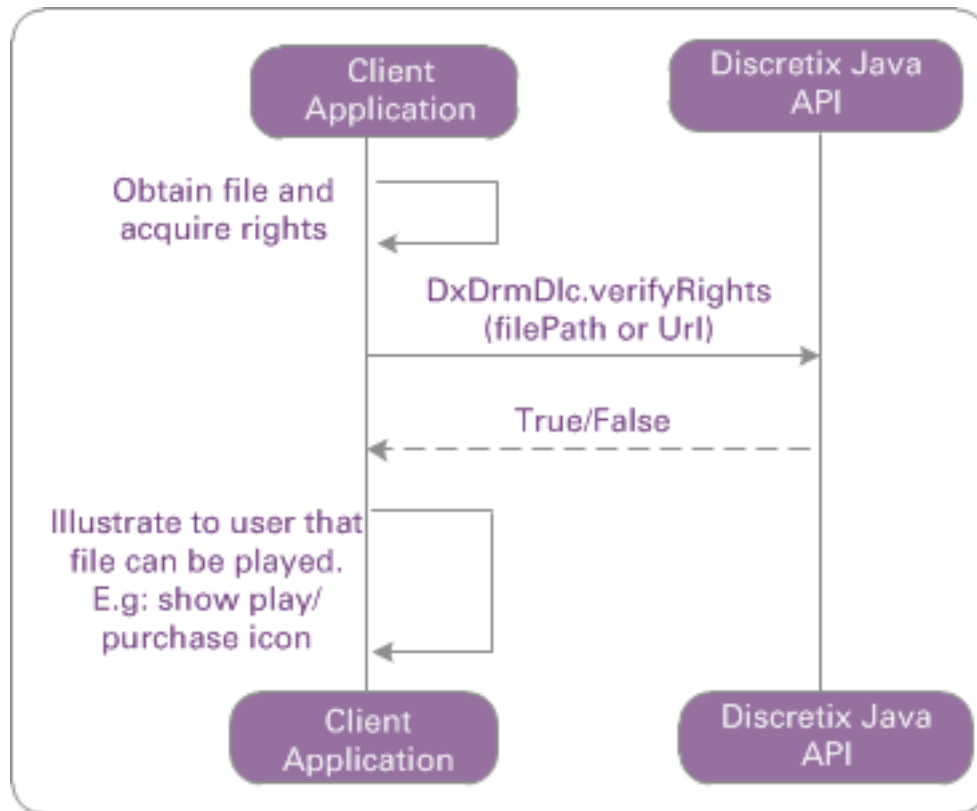 Client
Application
Discretix Java
API
Obtain file and
acquire rights
DxDrmDlc.verifyRights
(filePath or Url)
True/False
Illustrate to user that
file can be played.
E.g: show play/
purchase icon
Client
Application
Discretix Java
API